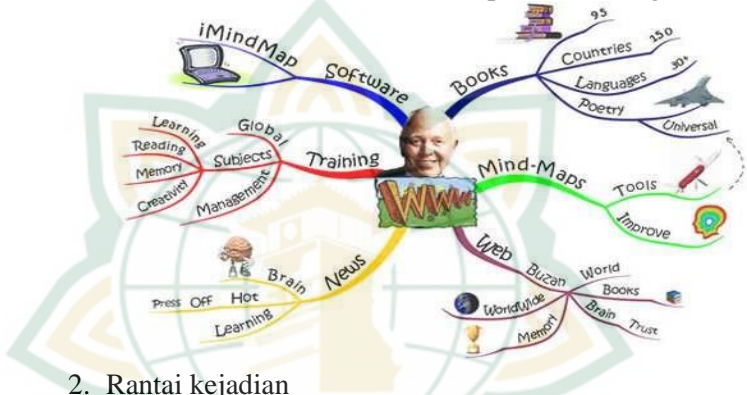 iMindMap
Software
BOOKS
95
Countries
150
Languages
30+
Poetry
Universal
Training
Global
Subjects
Learning
Reading
Memory
Creativity
Management
Mind-Maps
Tools
Improve
WWW
News
Brain
Press Off Hot
Learning
Web
Buzan
World
Books
Brain Trust
WorldWide
Memory
2. Rantai kejadian